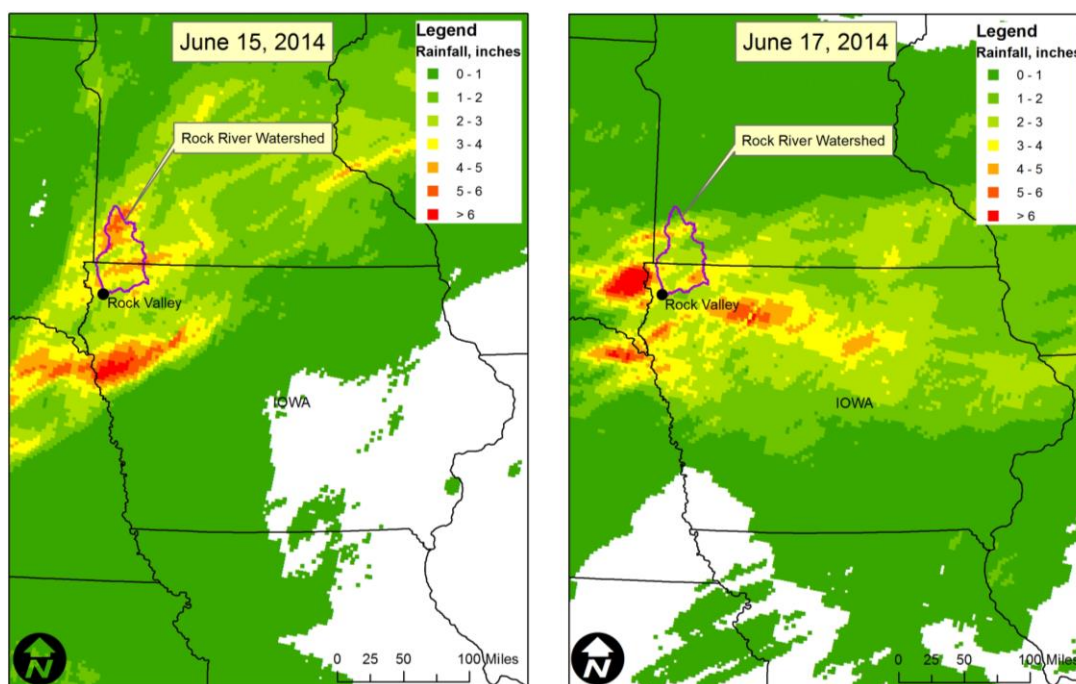 June 15, 2014
Legend
Rainfall, inches
0 - 1
1 - 2
2 - 3
3 - 4
4 - 5
5 - 6
>6
Rock River Watershed
Rock Valley
IOWA
N
0 25 50 100 Miles
June 17, 2014
Legend
Rainfall, inches
0 - 1
1 - 2
2 - 3
3 - 4
4 - 5
5 - 6
>6
Rock River Watershed
Rock Valley
IOWA
N
0 25 50 100 Miles